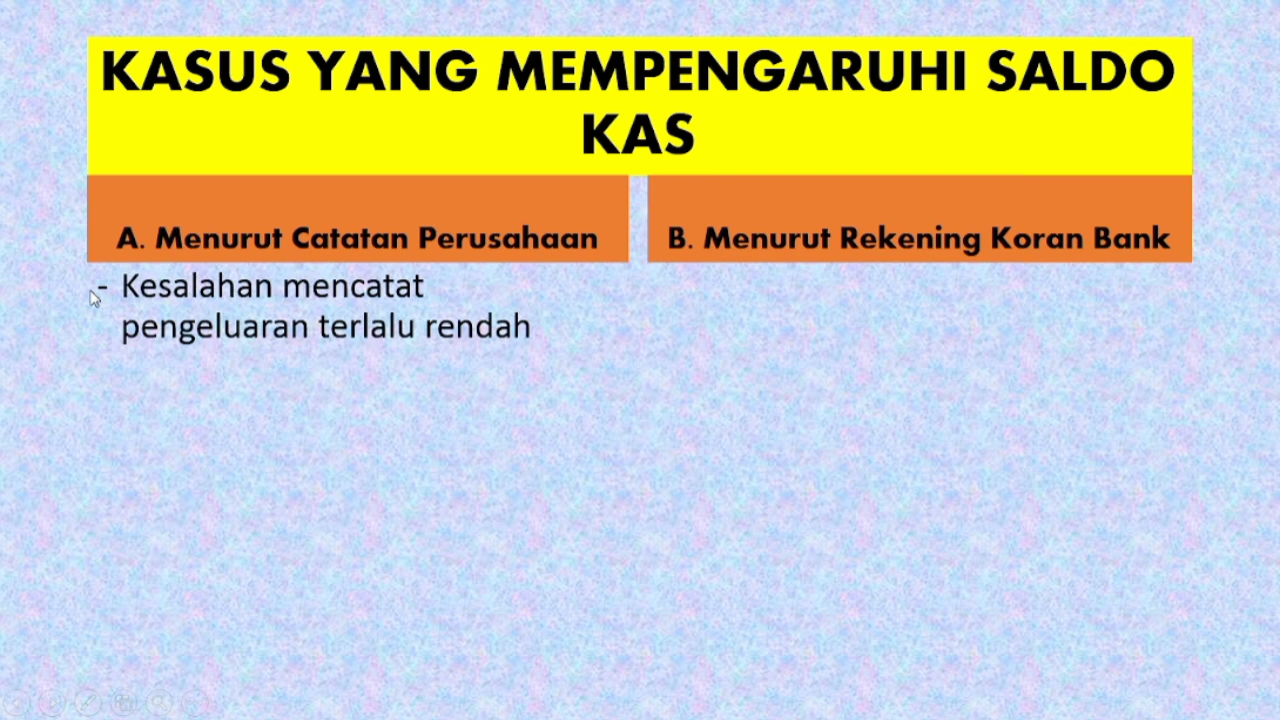 KASUS YANG MEMPENGARUHI SALDO
KAS
A. Menurut Catatan Perusahaan
B. Menurut Rekening Koran Bank
- Kesalahan mencatat
pengeluaran terlalu rendah